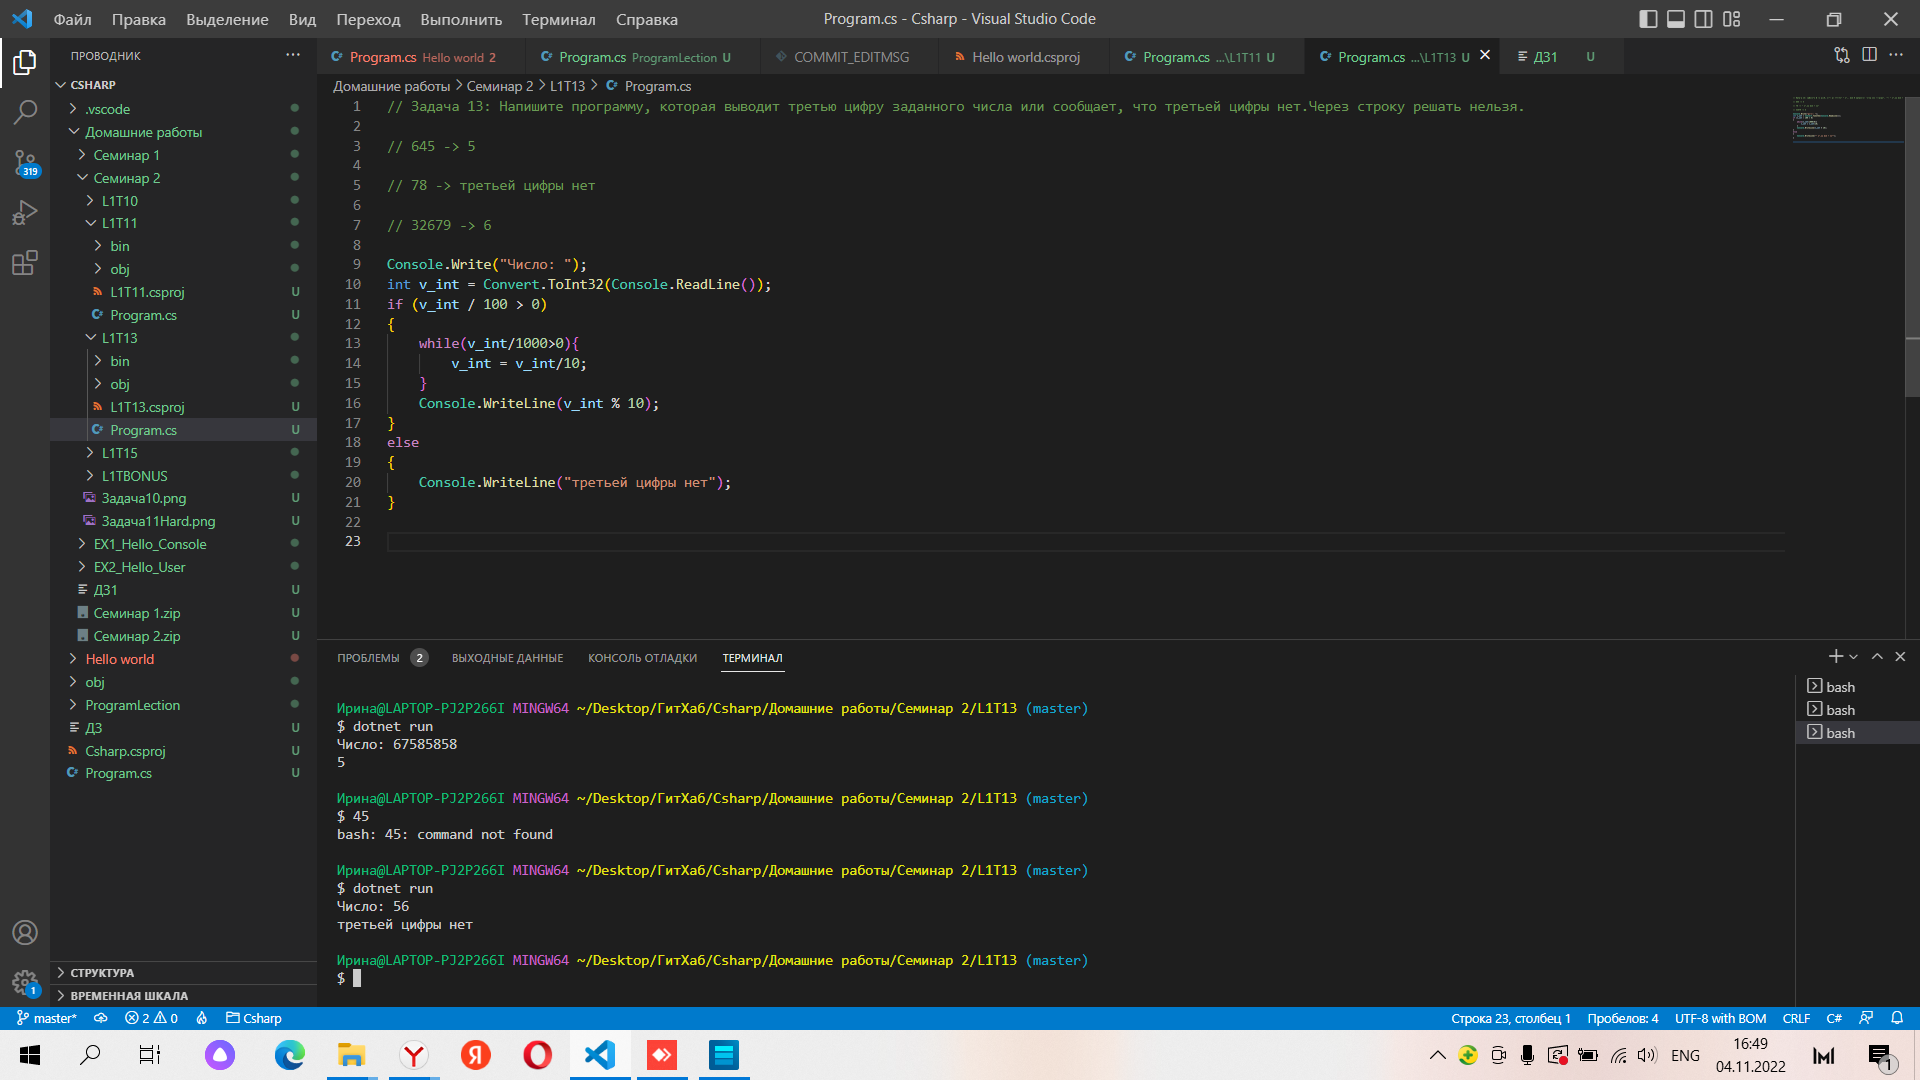 Файл Правка Выделение Вид Переход Выполнить Терминал Справка
Program.cs - Csharp - Visual Studio Code
ПРОВОДНИК
CSHARP
.vscode
Домашние работы
Семинар 1
Семинар 2
L1T10
L1T11
bin
obj
L1T11.csproj U
Program.cs U
L1T13
bin
obj
L1T13.csproj U
Program.cs U
L1T15
L1TBONUS
Задача10.png U
Задача11Hard.png U
EX1_Hello_Console
EX2_Hello_User
ДЗ1 U
Семинар 1.zip U
Семинар 2.zip U
Hello world
obj
ProgramLection
ДЗ U
Csharp.csproj U
Program.cs U
СТРУКТУРА
ВРЕМЕННАЯ ШКАЛА
319
1
Program.cs Hello world 2
Program.cs ProgramLection U
COMMIT_EDITMSG
Hello world.csproj
Program.cs ...\L1T11 U
Program.cs ...\L1T13 U
ДЗ1 U
Домашние работы > Семинар 2 > L1T13 > Program.cs
1 // Задача 13: Напишите программу, которая выводит третью цифру заданного числа или сообщает, что третьей цифры нет.Через строку решать нельзя.
2
3 // 645 -> 5
4
5 // 78 -> третьей цифры нет
6
7 // 32679 -> 6
8
9 Console.Write("Число: ");
10 int v_int = Convert.ToInt32(Console.ReadLine());
11 if (v_int / 100 > 0)
12 {
13 while(v_int/1000>0){
14 v_int = v_int/10;
15 }
16 Console.WriteLine(v_int % 10);
17 }
18 else
19 {
20 Console.WriteLine("третьей цифры нет");
21 }
22
23
ПРОБЛЕМЫ 2 ВЫХОДНЫЕ ДАННЫЕ КОНСОЛЬ ОТЛАДКИ ТЕРМИНАЛ
Ирина@LAPTOP-PJ2P266I MINGW64 ~/Desktop/ГитХаб/Csharp/Домашние работы/Семинар 2/L1T13 (master)
$ dotnet run
Число: 67585858
5
Ирина@LAPTOP-PJ2P266I MINGW64 ~/Desktop/ГитХаб/Csharp/Домашние работы/Семинар 2/L1T13 (master)
$ 45
bash: 45: command not found
Ирина@LAPTOP-PJ2P266I MINGW64 ~/Desktop/ГитХаб/Csharp/Домашние работы/Семинар 2/L1T13 (master)
$ dotnet run
Число: 56
третьей цифры нет
Ирина@LAPTOP-PJ2P266I MINGW64 ~/Desktop/ГитХаб/Csharp/Домашние работы/Семинар 2/L1T13 (master)
$
bash
bash
bash
master* 2 0 Csharp
Строка 23, столбец 1 Пробелов: 4 UTF-8 with BOM CRLF C#
ENG
16:49
04.11.2022
1